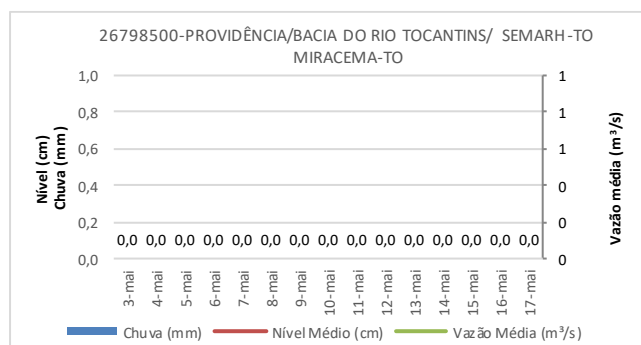 26798500-PROVIDÊNCIA/BACIA DO RIO TOCANTINS/ SEMARH-TO
MIRACEMA-TO
Nível (cm)
Chuva (mm)
1,0
0,8
0,6
0,4
0,2
0,0
0,0 0,0 0,0 0,0 0,0 0,0 0,0 0,0 0,0 0,0 0,0 0,0 0,0 0,0 0,0
1
1
1
0
0
0
Vazão média (m³/s)
3-mai
4-mai
5-mai
6-mai
7-mai
8-mai
9-mai
10-mai
11-mai
12-mai
13-mai
14-mai
15-mai
16-mai
17-mai
Chuva (mm) Nível Médio (cm) Vazão Média (m³/s)